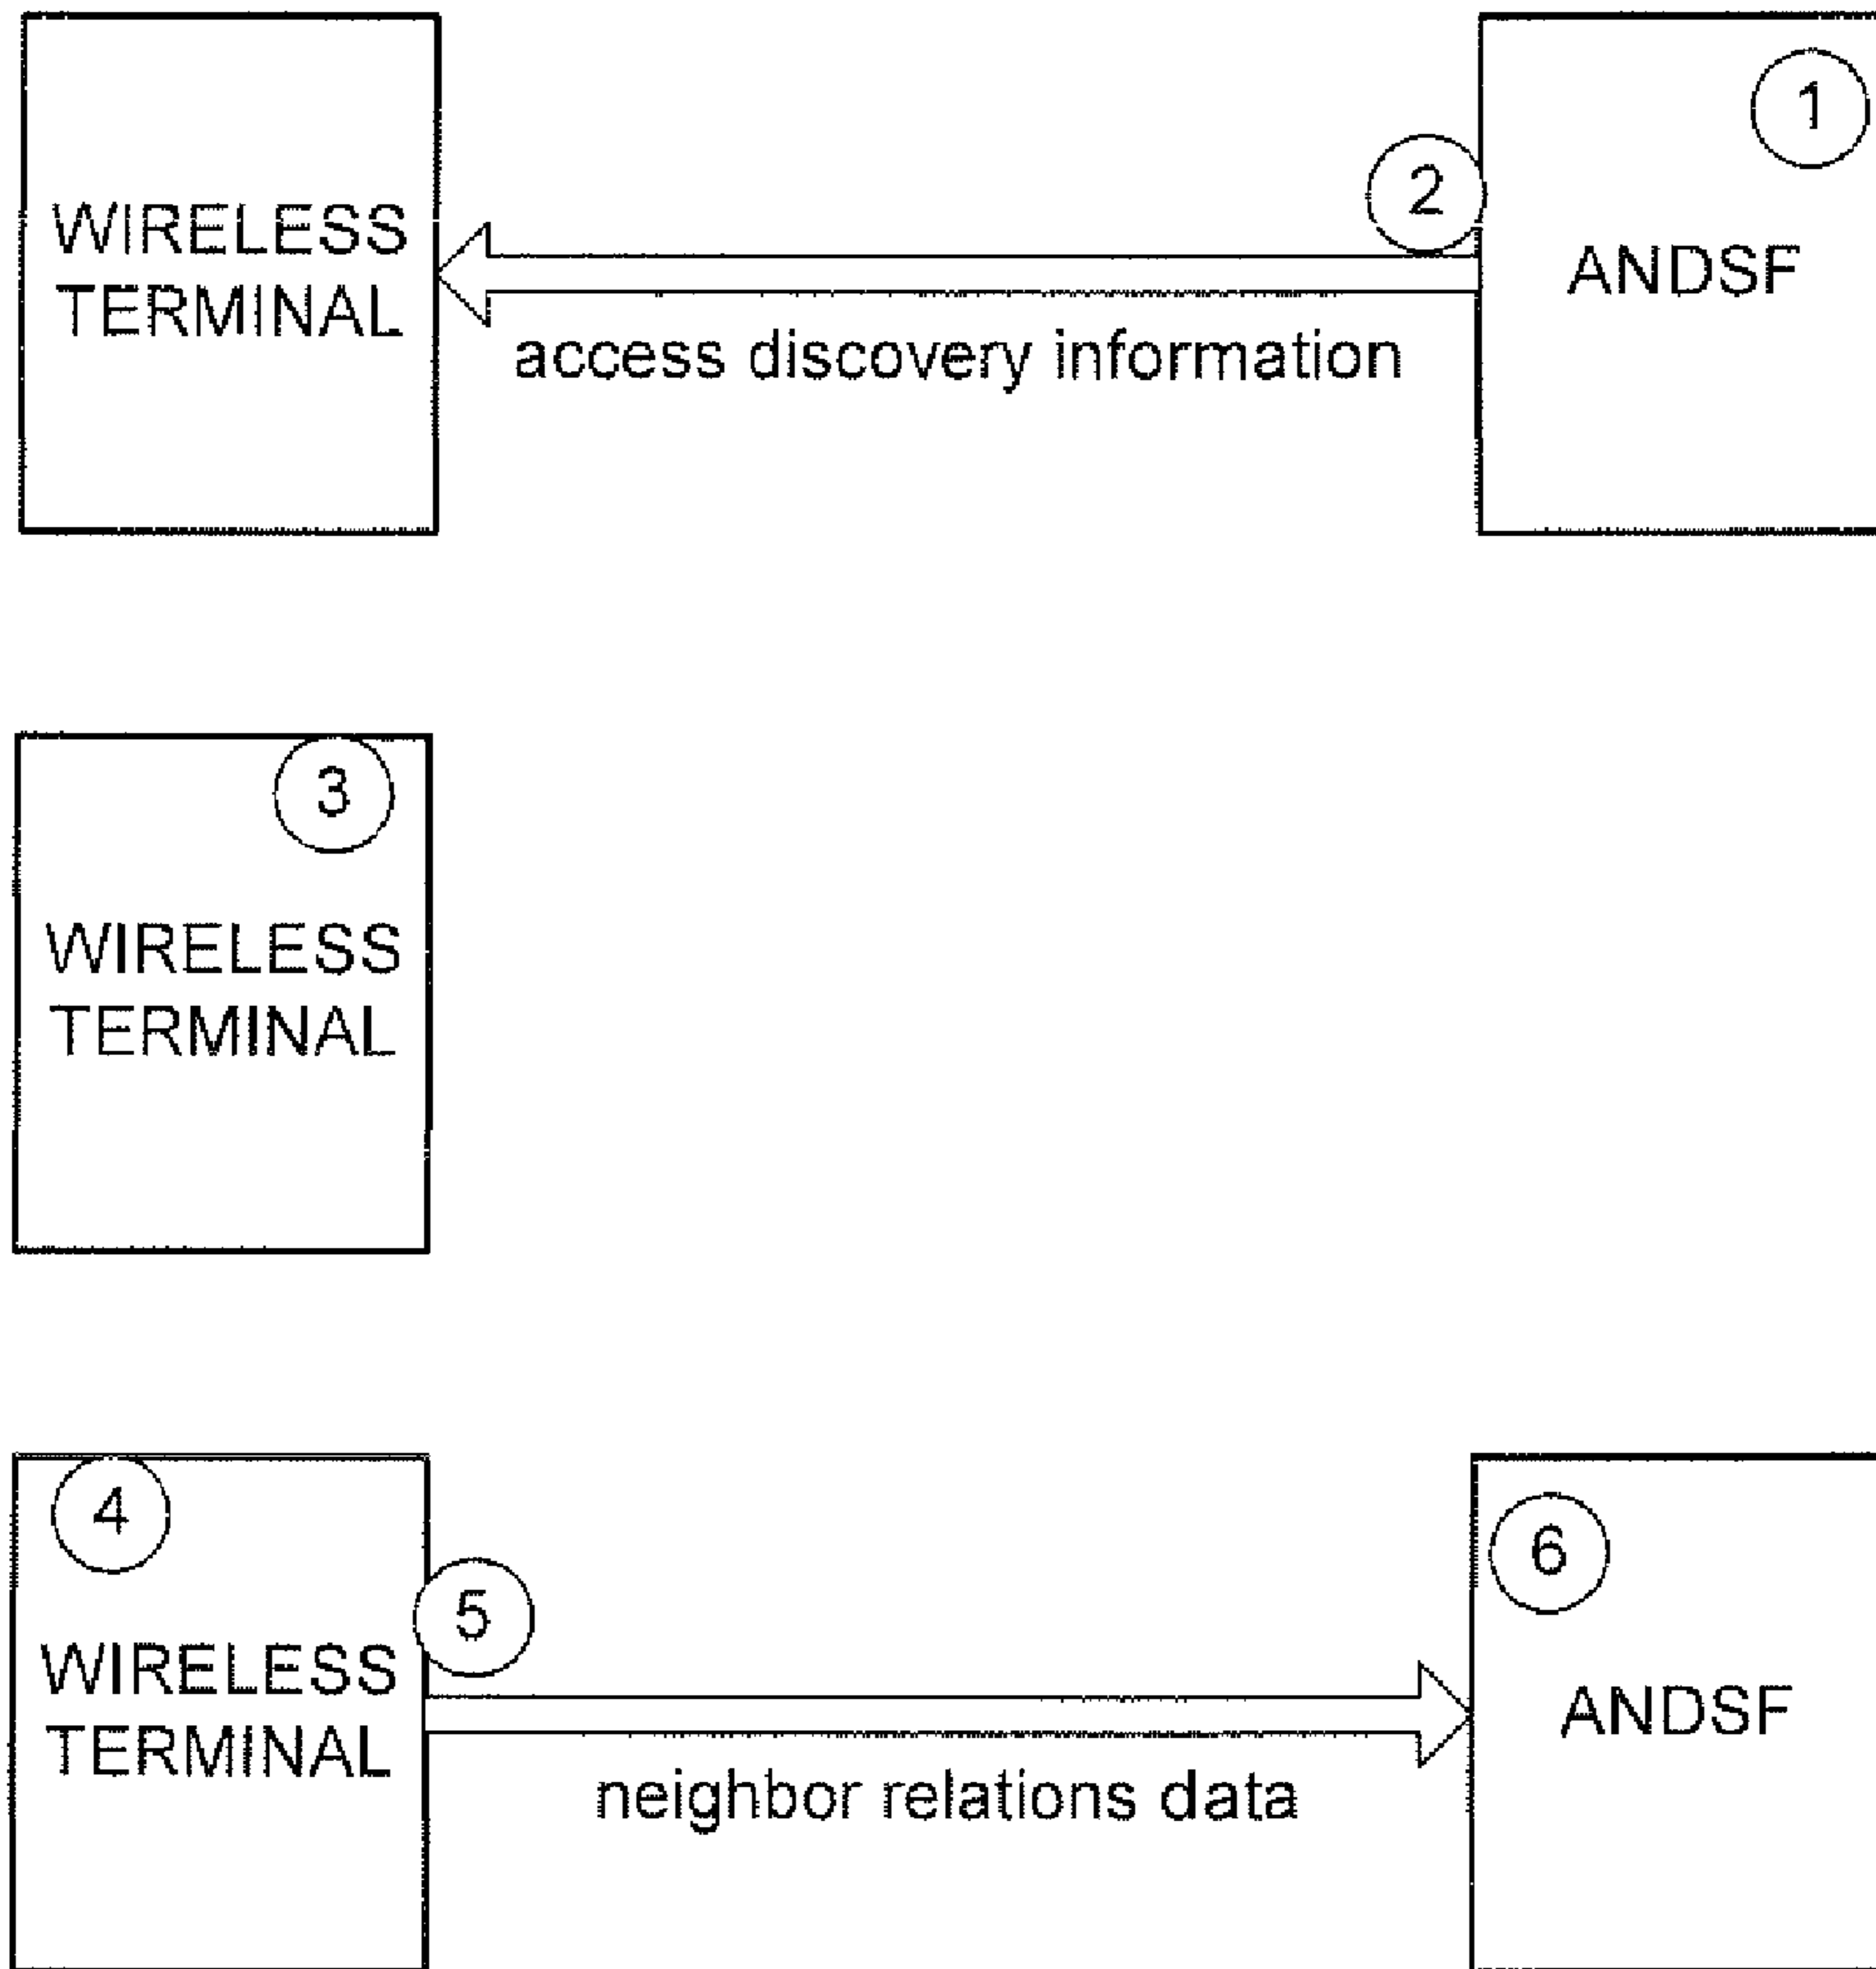 1
2
WIRELESS
TERMINAL
ANDSF
access discovery information
3
WIRELESS
TERMINAL
4
5
6
WIRELESS
TERMINAL
ANDSF
neighbor relations data